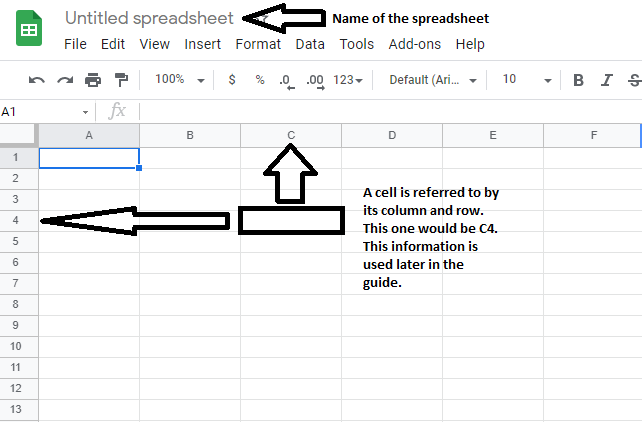 Untitled spreadsheet
Name of the spreadsheet
File Edit View Insert Format Data Tools Add-ons Help
100% $ % .0 .00 123 Default (Ari... 10 B I S
A1 fx
A B C D E F
1
2
3
4
5
6
7
8
9
10
11
12
13
A cell is referred to by
its column and row.
This one would be C4.
This information is
used later in the
guide.